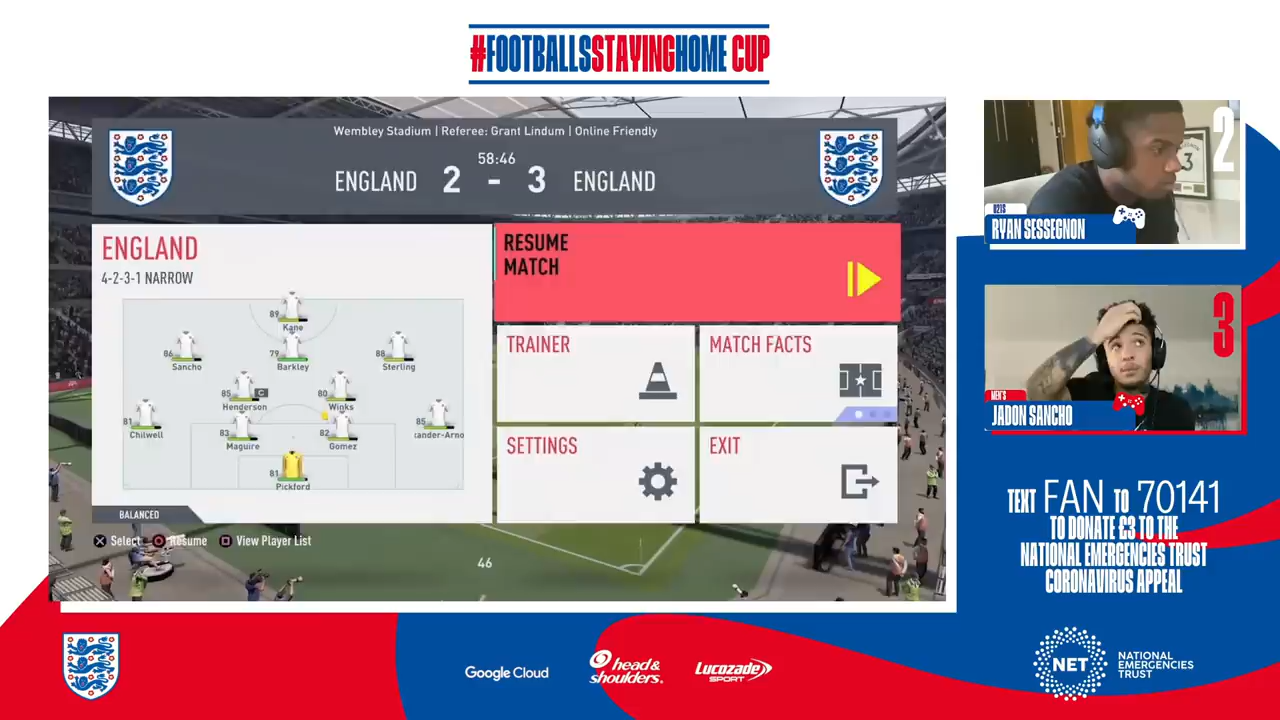 #FOOTBALLSSTAYINGHOME CUP
Wembley Stadium | Referee: Grant Lindum | Online Friendly
58:46
ENGLAND 2 - 3 ENGLAND
ENGLAND
4-2-3-1 NARROW
89
Kane
86
Sancho
79
Barkley
88
Sterling
85
Henderson
C
80
Winks
81
Chilwell
83
Maguire
82
Gomez
85
xander-Arno
81
Pickford
BALANCED
RESUME
MATCH
TRAINER
MATCH FACTS
SETTINGS
EXIT
Select
Resume
View Player List
46
2
3
U21S
RYAN SESSEGNON
3
MEN'S
JADON SANCHO
TEXT FAN TO 70141
TO DONATE £3 TO THE
NATIONAL EMERGENCIES TRUST
CORONAVIRUS APPEAL
Google Cloud
head&
shoulders
Lucozade
SPORT
NET
NATIONAL
EMERGENCIES
TRUST